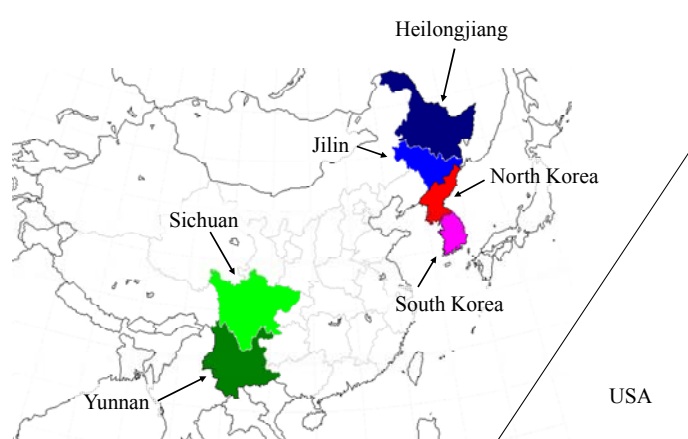 Heilongjiang
Jilin
North Korea
Sichuan
South Korea
Yunnan
USA